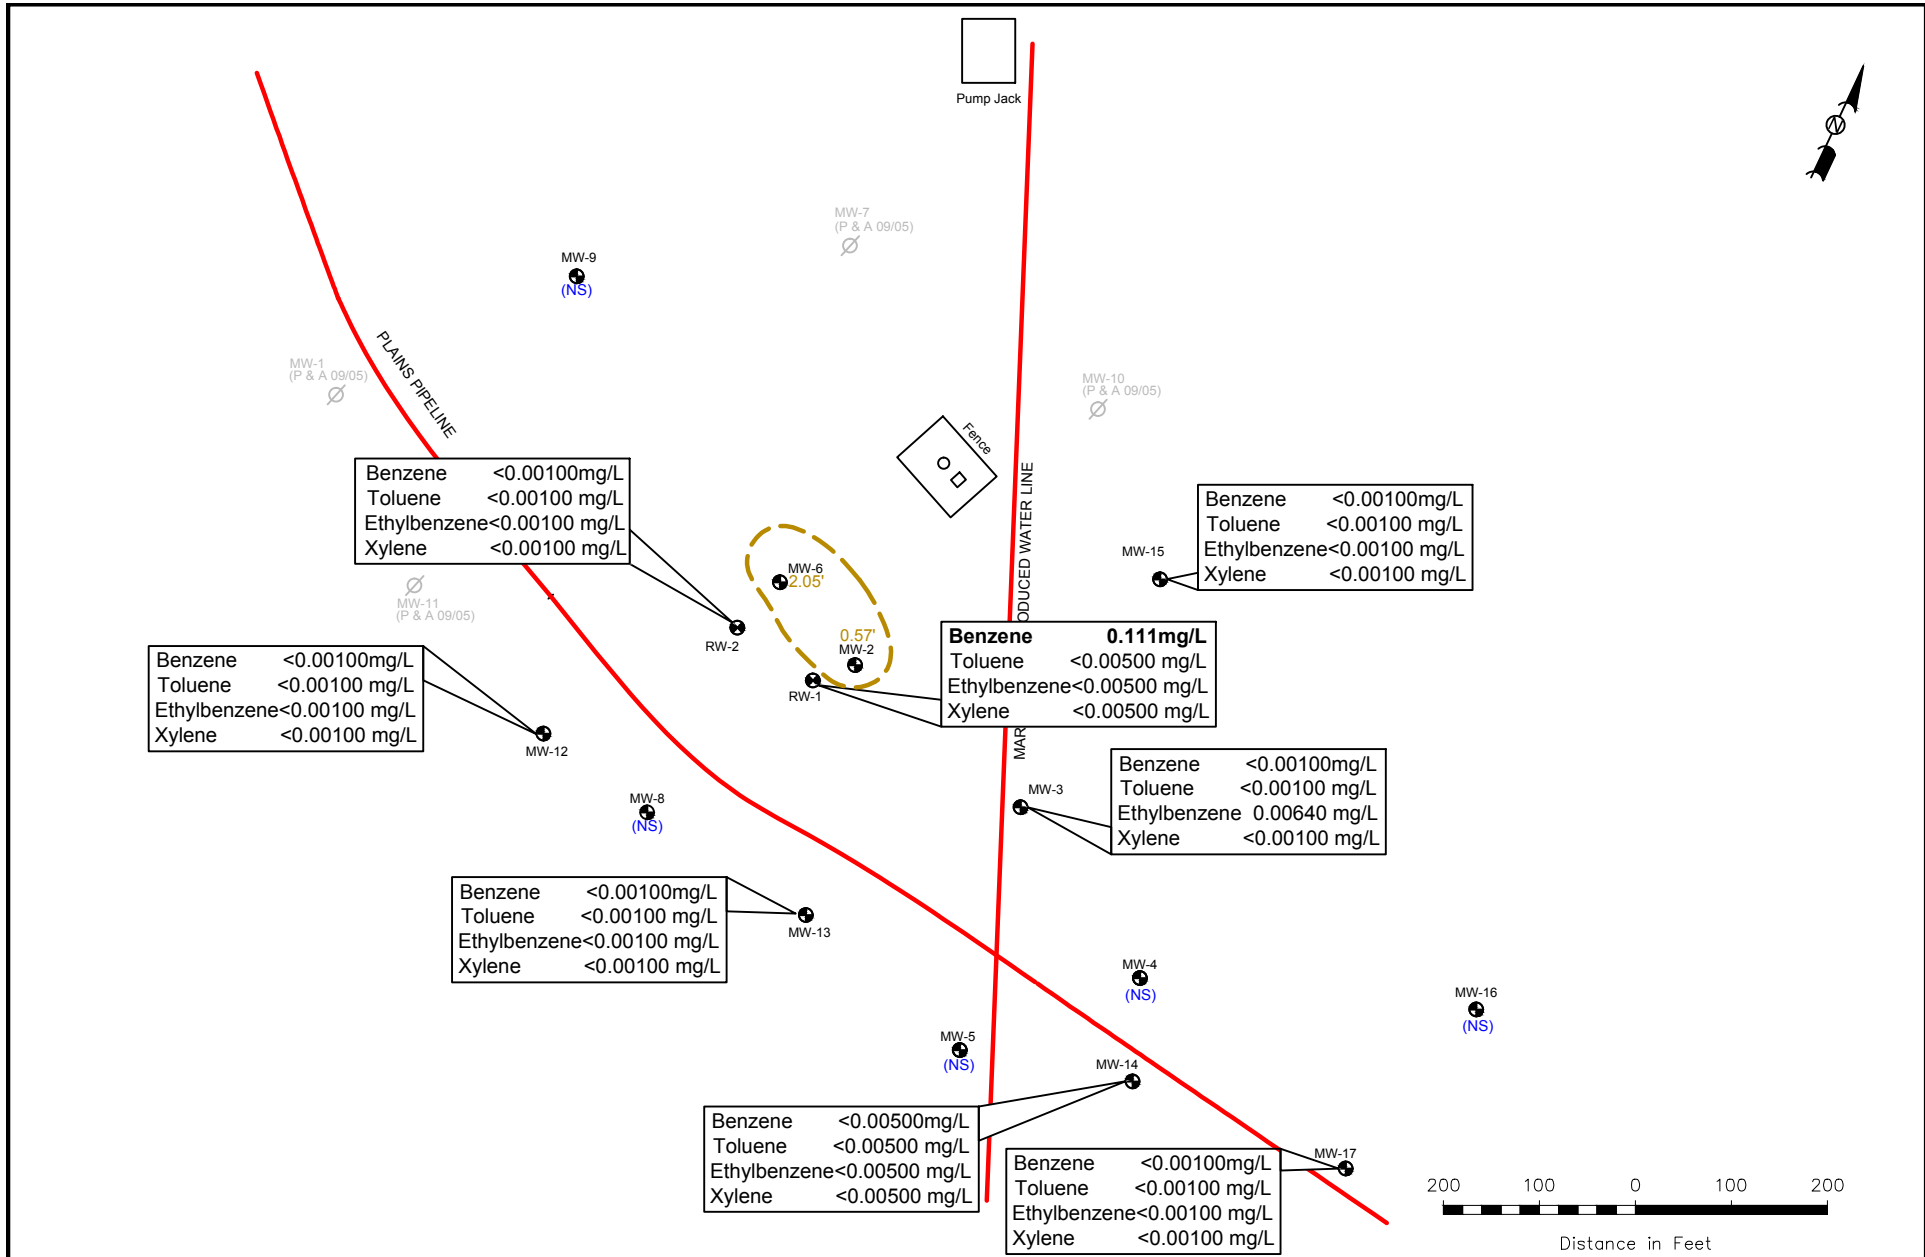 Pump Jack
N
MW-7
(P & A 09/05)
MW-9
(NS)
MW-1
(P & A 09/05)
PLAINS PIPELINE
MW-10
(P & A 09/05)
Fence
MAR
ODUCED WATER LINE
Benzene <0.00100mg/L
Toluene <0.00100 mg/L
Ethylbenzene<0.00100 mg/L
Xylene <0.00100 mg/L
Benzene <0.00100mg/L
Toluene <0.00100 mg/L
Ethylbenzene<0.00100 mg/L
Xylene <0.00100 mg/L
MW-15
MW-6
2.05'
MW-11
(P & A 09/05)
RW-2
0.57'
MW-2
RW-1
Benzene 0.111mg/L
Toluene <0.00500 mg/L
Ethylbenzene<0.00500 mg/L
Xylene <0.00500 mg/L
Benzene <0.00100mg/L
Toluene <0.00100 mg/L
Ethylbenzene<0.00100 mg/L
Xylene <0.00100 mg/L
MW-12
MW-8
(NS)
MW-3
Benzene <0.00100mg/L
Toluene <0.00100 mg/L
Ethylbenzene 0.00640 mg/L
Xylene <0.00100 mg/L
Benzene <0.00100mg/L
Toluene <0.00100 mg/L
Ethylbenzene<0.00100 mg/L
Xylene <0.00100 mg/L
MW-13
MW-4
(NS)
MW-16
(NS)
MW-5
(NS)
MW-14
Benzene <0.00500mg/L
Toluene <0.00500 mg/L
Ethylbenzene<0.00500 mg/L
Xylene <0.00500 mg/L
Benzene <0.00100mg/L
Toluene <0.00100 mg/L
Ethylbenzene<0.00100 mg/L
Xylene <0.00100 mg/L
MW-17
200 100 0 100 200
Distance in Feet